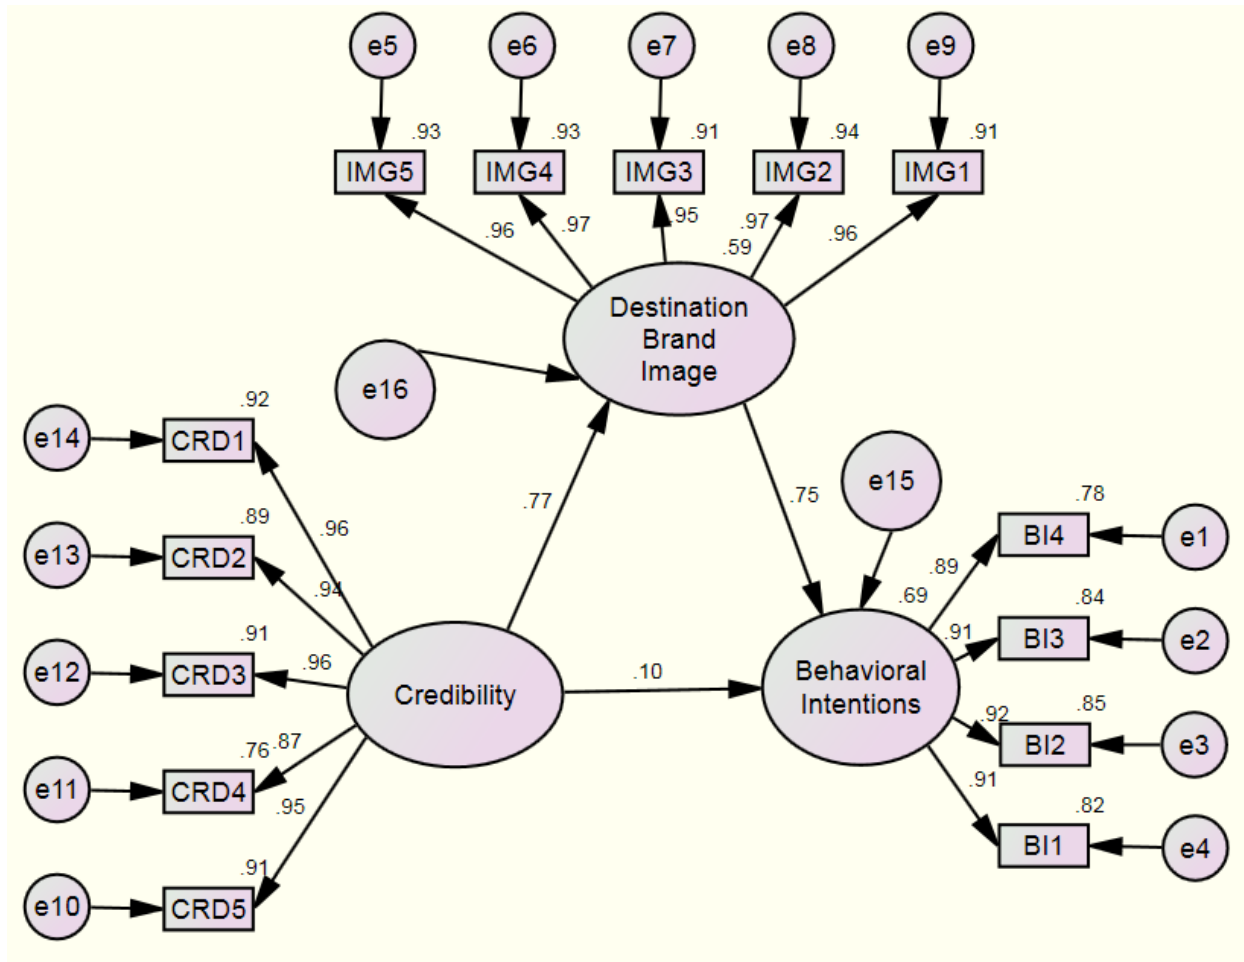 e5 e6 e7 e8 e9
.93 .93 .91 .94 .91
IMG5 IMG4 IMG3 IMG2 IMG1
.96 .97 .95 .97 .96
.59
Destination
Brand
Image
e16
.92
e14 CRD1
.96
.77
.75
e15
.89
e13 CRD2
.94
.78
BI4 e1
.89
.69
.84
BI3 e2
.91
.91
e12 CRD3
.96
Credibility
.10
Behavioral
Intentions
.85
.92
BI2 e3
.76 .87
e11 CRD4
.95
.91
.82
BI1 e4
.91
e10 CRD5